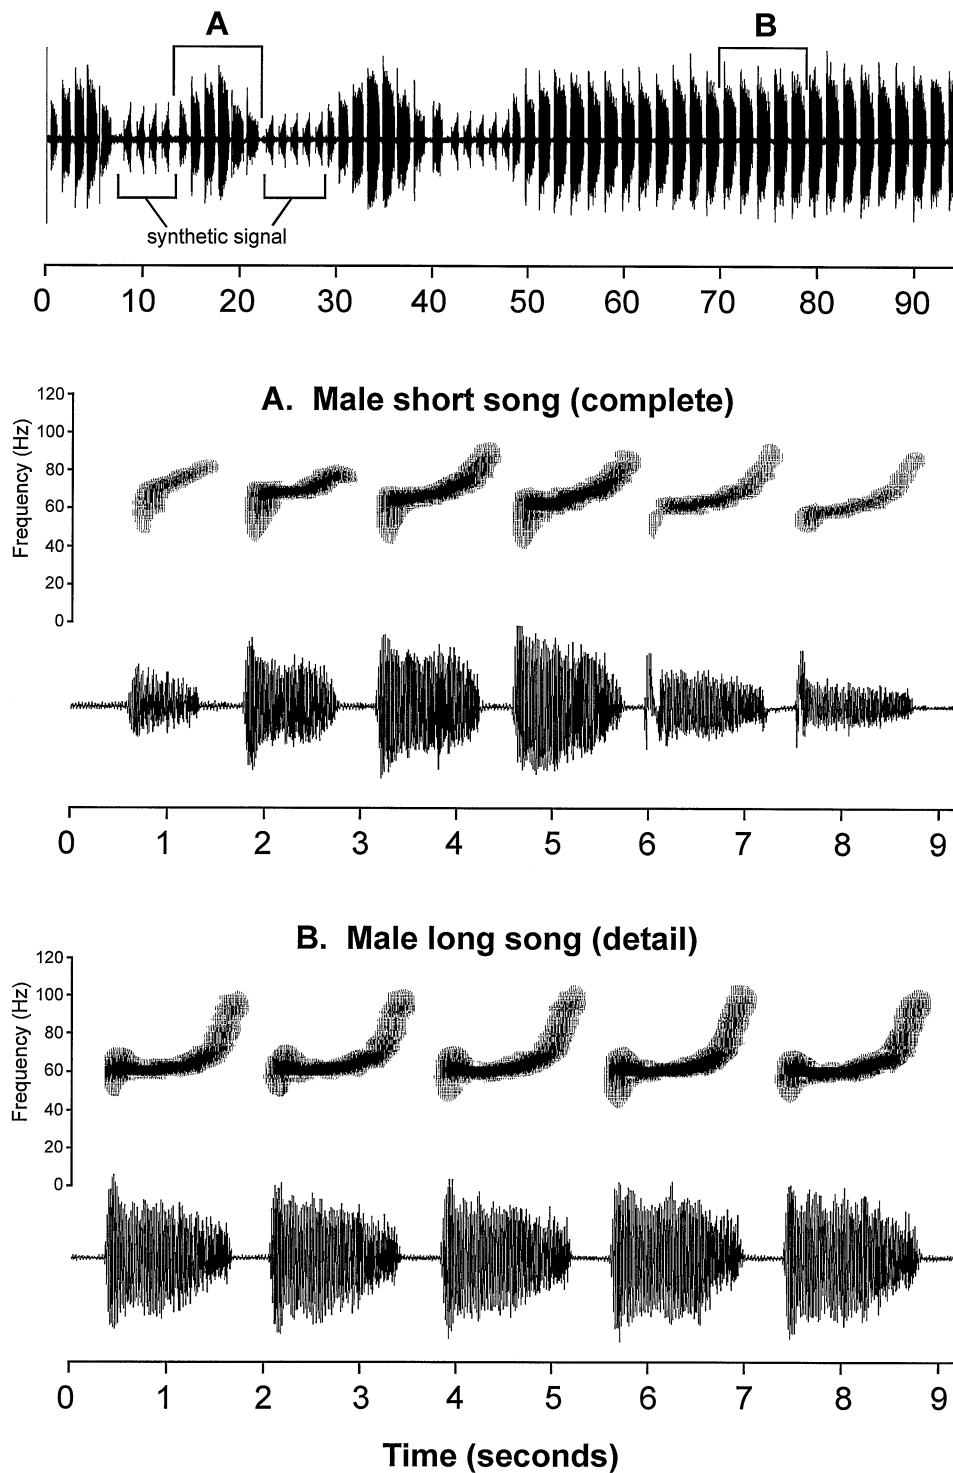 A B
synthetic signal
0 10 20 30 40 50 60 70 80 90
A. Male short song (complete)
Frequency (Hz)
120
100
80
60
40
20
0
0 1 2 3 4 5 6 7 8 9
B. Male long song (detail)
Frequency (Hz)
120
100
80
60
40
20
0
0 1 2 3 4 5 6 7 8 9
Time (seconds)